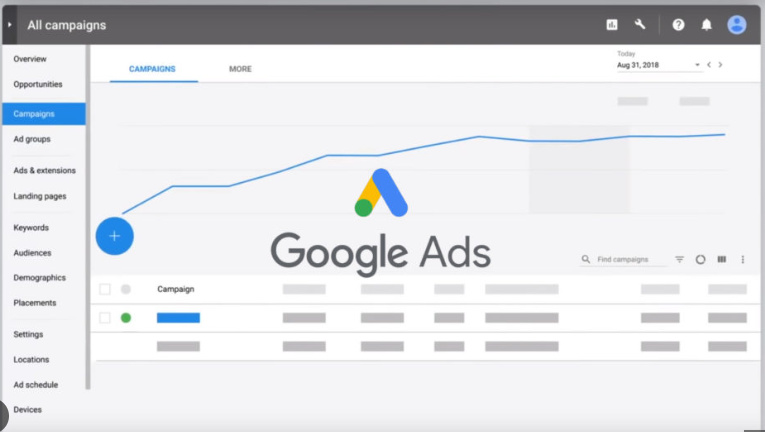 All campaigns
Overview
Opportunities
Campaigns
Ad groups
Ads & extensions
Landing pages
Keywords
Audiences
Demographics
Placements
Settings
Locations
Ad schedule
Devices
CAMPAIGNS MORE
Today
Aug 31, 2018
Google Ads
Find campaigns
Campaign